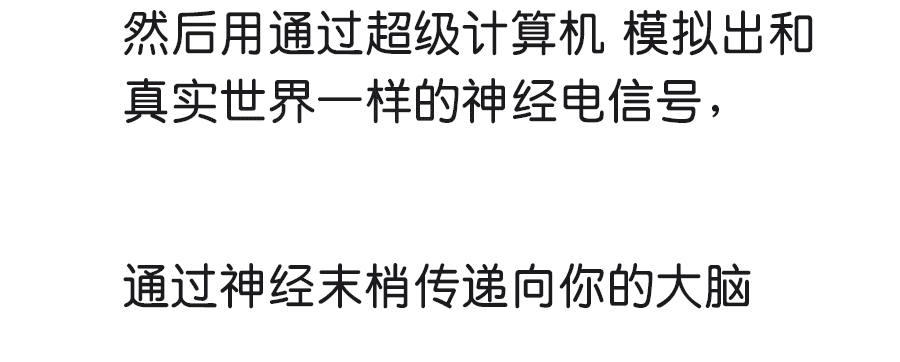 然后用通过超级计算机 模拟出和
真实世界一样的神经电信号，
通过神经末梢传递向你的大脑